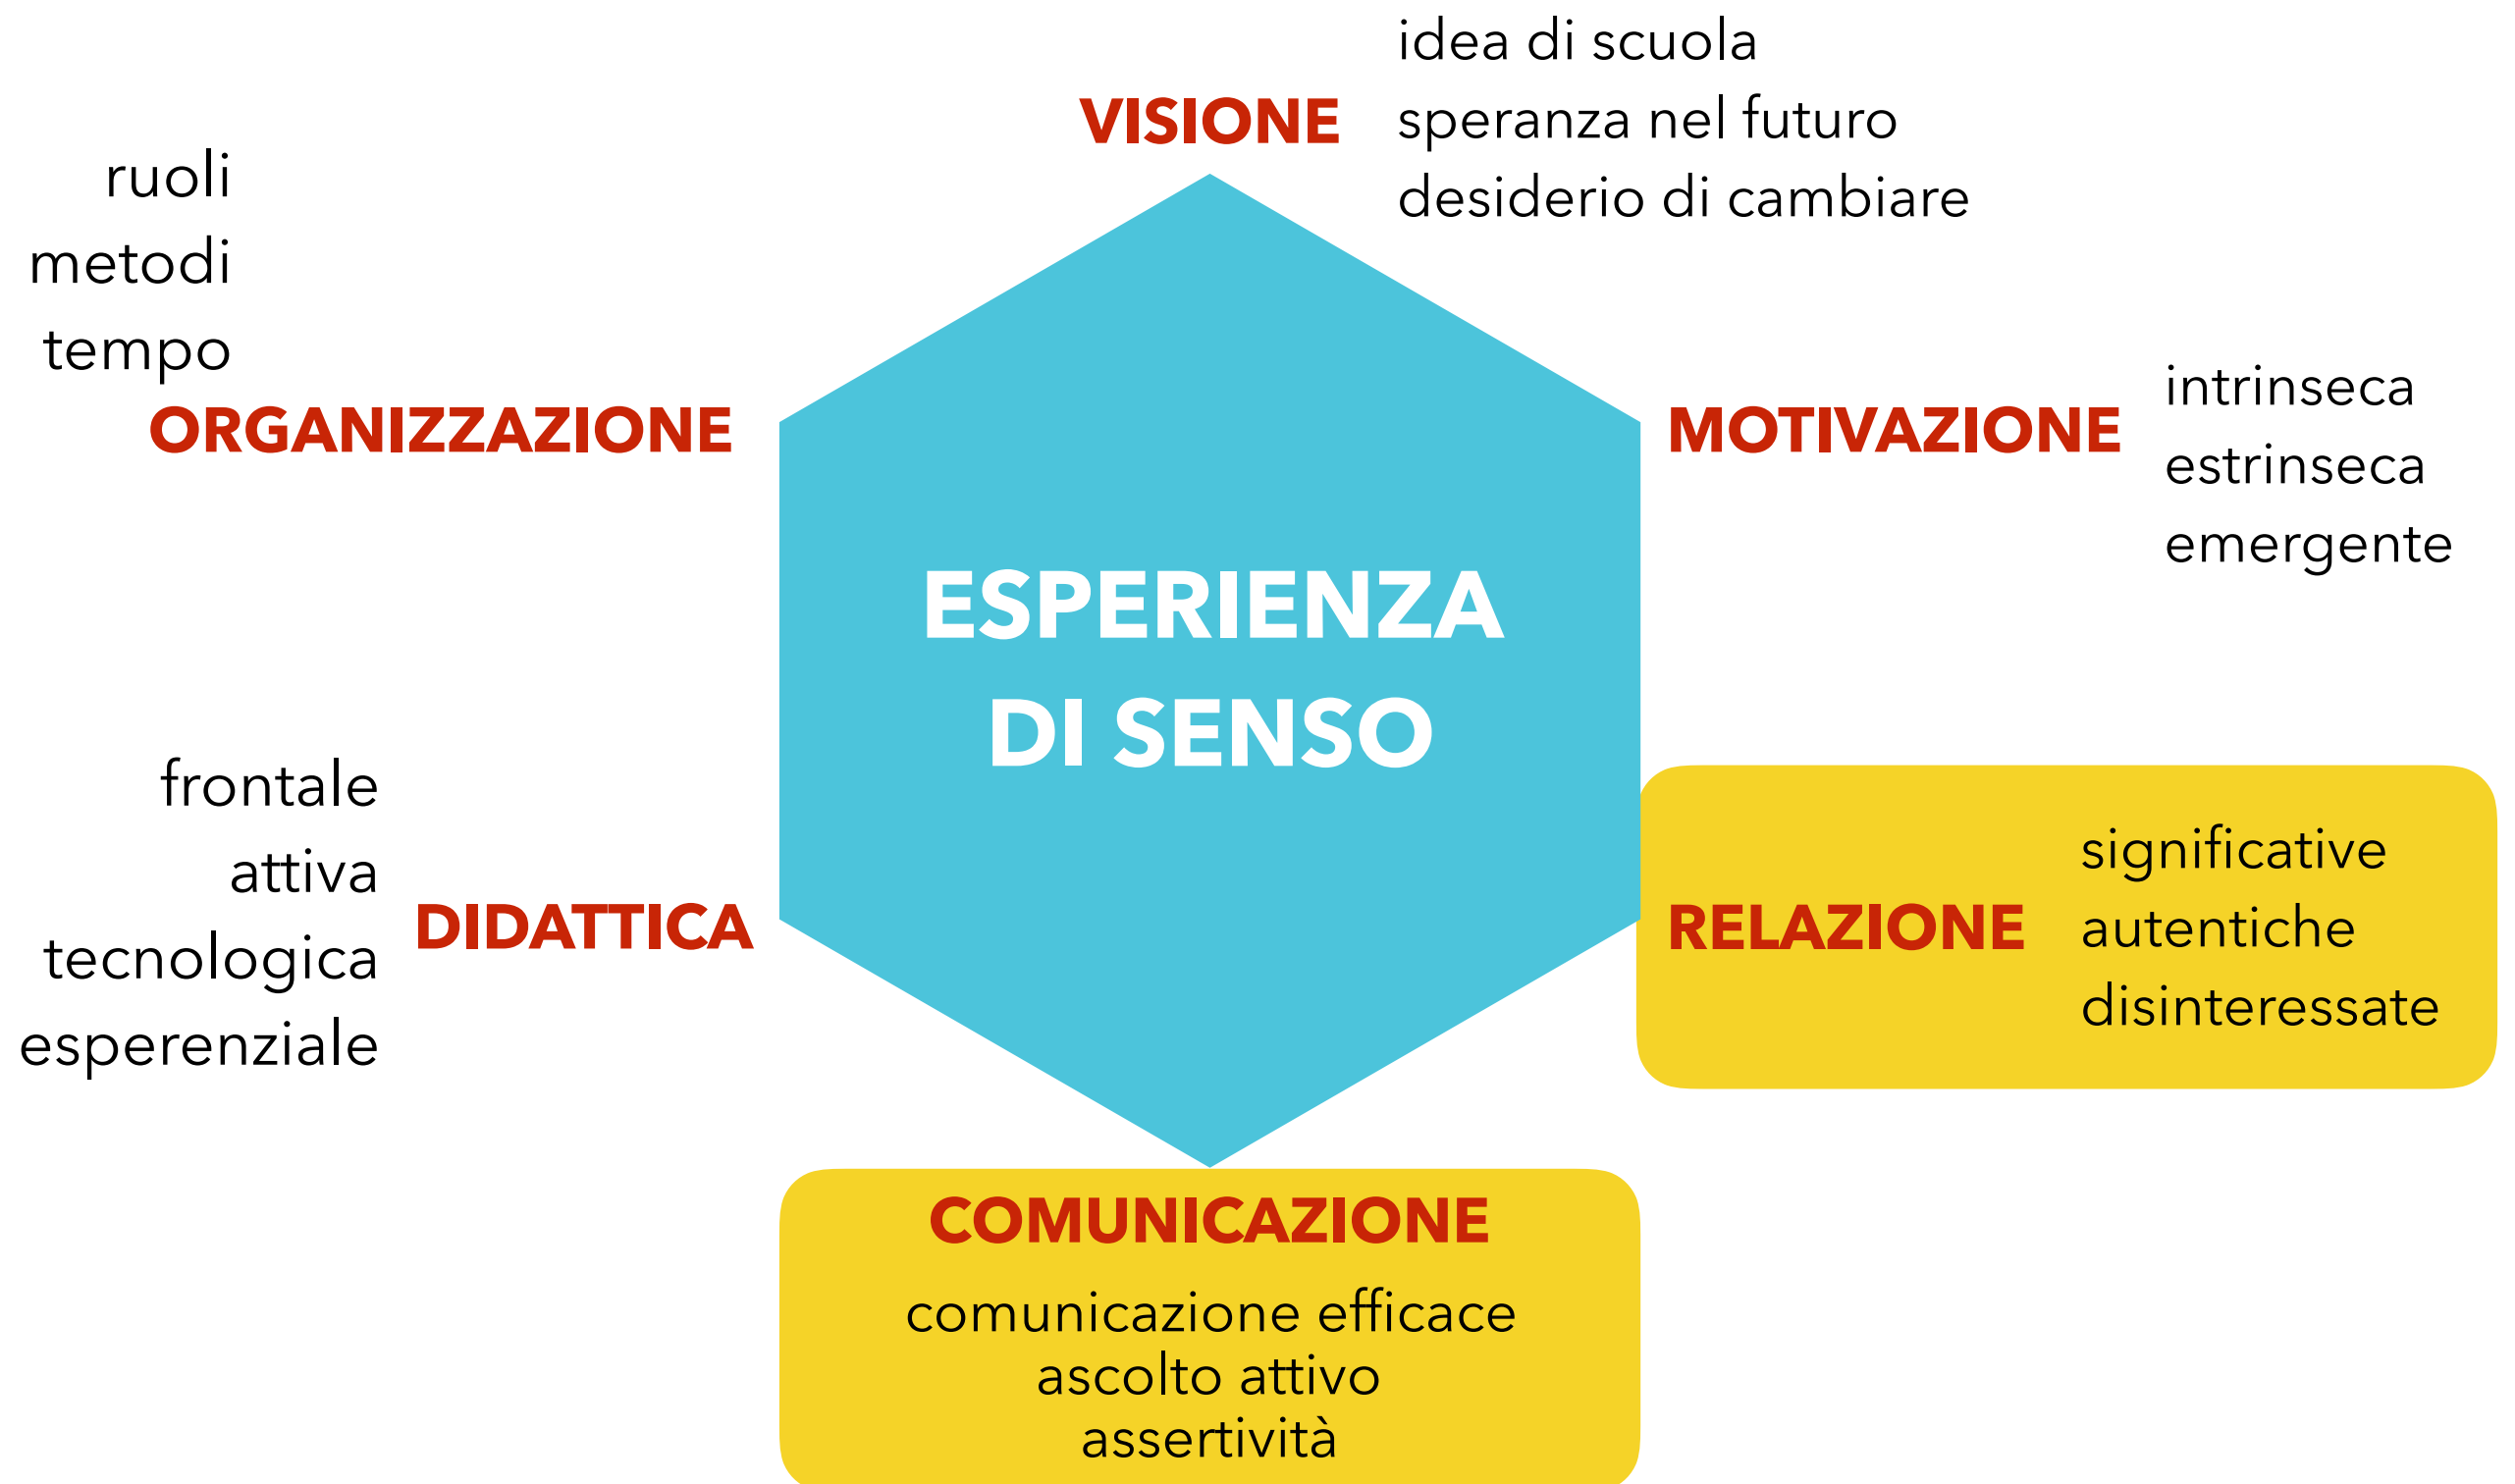 idea di scuola
VISIONE
speranza nel futuro
desiderio di cambiare
ruoli
metodi
tempo
ORGANIZZAZIONE
MOTIVAZIONE
intrinseca
estrinseca
emergente
ESPERIENZA
DI SENSO
frontale
attiva
tecnologica
esperenziale
DIDATTICA
RELAZIONE
significative
autentiche
disinteressate
COMUNICAZIONE
comunicazione efficace
ascolto attivo
assertività